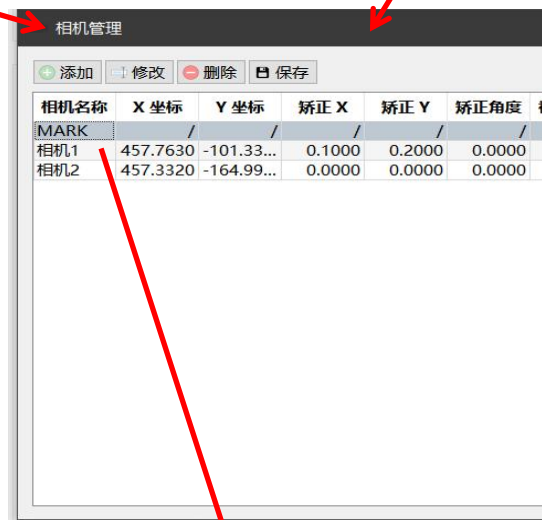 相机管理
添加 修改 删除 保存
相机名称 X 坐标 Y 坐标 矫正 X 矫正 Y 矫正角度
MARK / / / / /
相机1 457.7630 -101.33... 0.1000 0.2000 0.0000
相机2 457.3320 -164.99... 0.0000 0.0000 0.0000